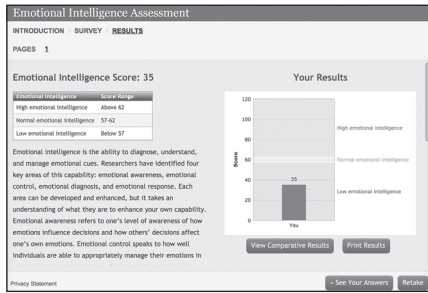 Emotional Intelligence Assessment
INTRODUCTION / SURVEY / RESULTS
PAGES 1
Emotional Intelligence Score: 35
Emotional Intelligence Score Range
High emotional intelligence Above 62
Normal emotional intelligence 57-62
Low emotional intelligence Below 57
Emotional intelligence is the ability to diagnose, understand,
and manage emotional cues. Researchers have identified four
key areas of this capability: emotional awareness, emotional
control, emotional diagnosis, and emotional response. Each
area can be developed and enhanced, but it takes an
understanding of what they are to enhance your own capability.
Emotional awareness refers to one's level of awareness of how
emotions influence decisions and how others' decisions affect
one's own emotions. Emotional control speaks to how well
individuals are able to appropriately manage their emotions in
Your Results
120
100
80
60
40
20
0
Score
35
You
High emotional intelligence
Normal emotional intelligence
Low emotional intelligence
View Comparative Results
Print Results
Privacy Statement
« See Your Answers
Retake